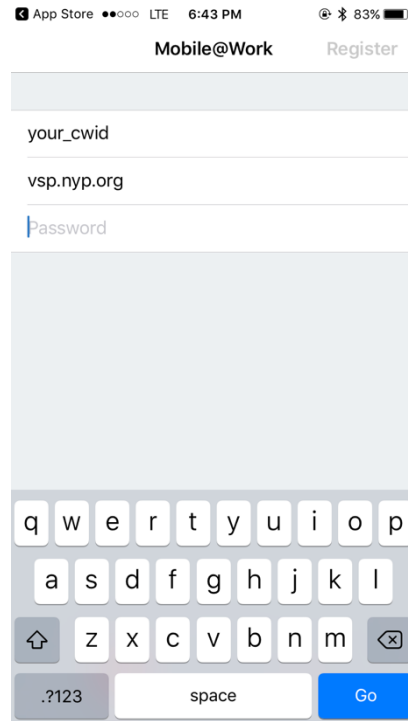 App Store LTE 6:43 PM 83%
Mobile@Work Register
your_cwid
vsp.nyp.org
Password
q w e r t y u i o p
a s d f g h j k l
z x c v b n m
.?123 space Go